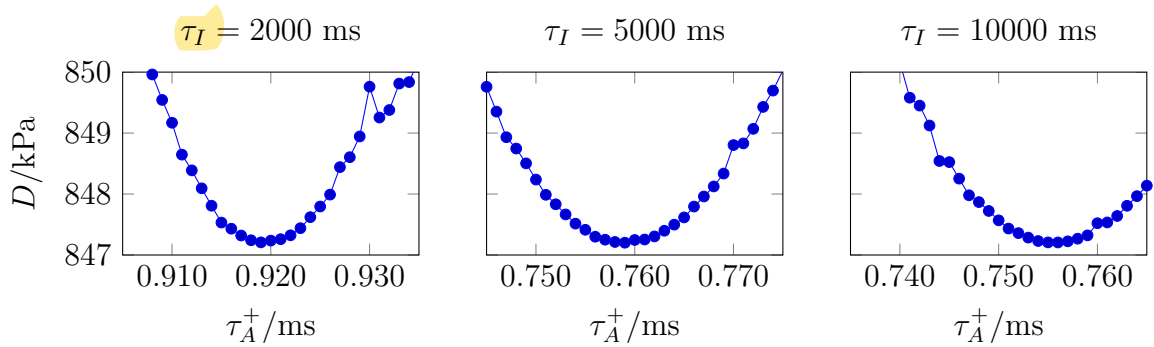 τ_I = 2000 ms
τ_I = 5000 ms
τ_I = 10000 ms
D/kPa
850
849
848
847
0.910 0.920 0.930
0.750 0.760 0.770
0.740 0.750 0.760
τ_A^+/ms
τ_A^+/ms
τ_A^+/ms